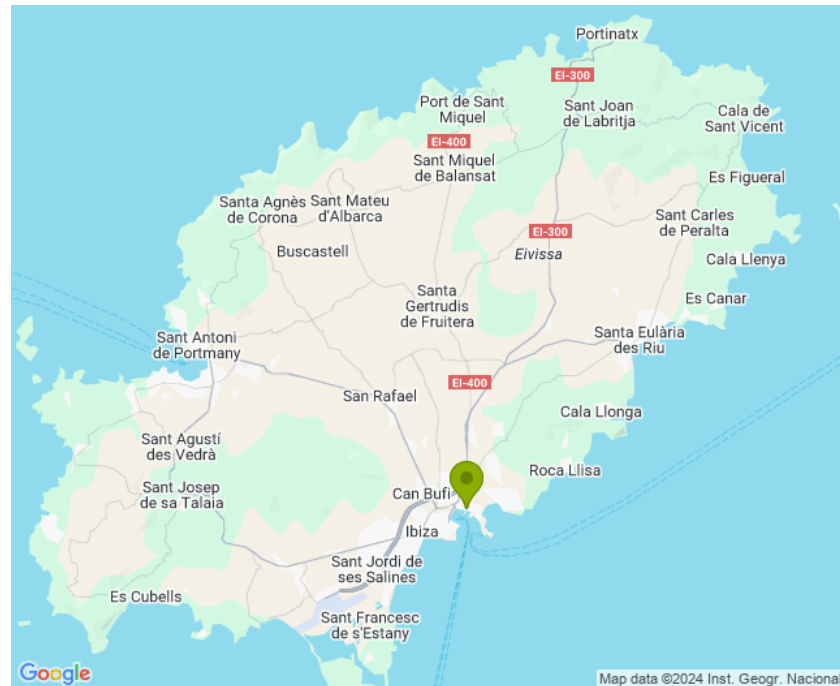 Portinatx
EI-300
Port de Sant
Miquel
Sant Joan
de Labritja
Cala de
Sant Vicent
EI-400
Sant Miquel
de Balansat
Es Figueral
Santa Agnès
de Corona
Sant Mateu
d'Albarca
Sant Carles
de Peralta
EI-300
Buscastell
Eivissa
Cala Llenya
Santa
Gertrudis
de Fruitera
Es Canar
Sant Antoni
de Portmany
Santa Eulària
des Riu
EI-400
San Rafael
Cala Llonga
Sant Agustí
des Vedrà
Roca Llisa
Sant Josep
de sa Talaia
Can Bufí
Ibiza
Sant Jordi de
ses Salines
Es Cubells
Sant Francesc
de s'Estany
Google
Map data ©2024 Inst. Geogr. Nacional